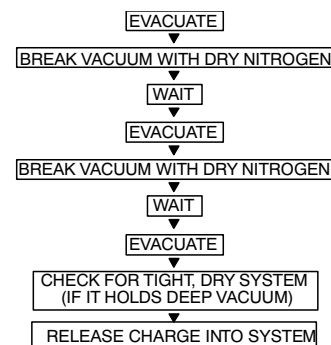 EVACUATE
BREAK VACUUM WITH DRY NITROGEN
WAIT
EVACUATE
BREAK VACUUM WITH DRY NITROGEN
WAIT
EVACUATE
CHECK FOR TIGHT, DRY SYSTEM
(IF IT HOLDS DEEP VACUUM)
RELEASE CHARGE INTO SYSTEM